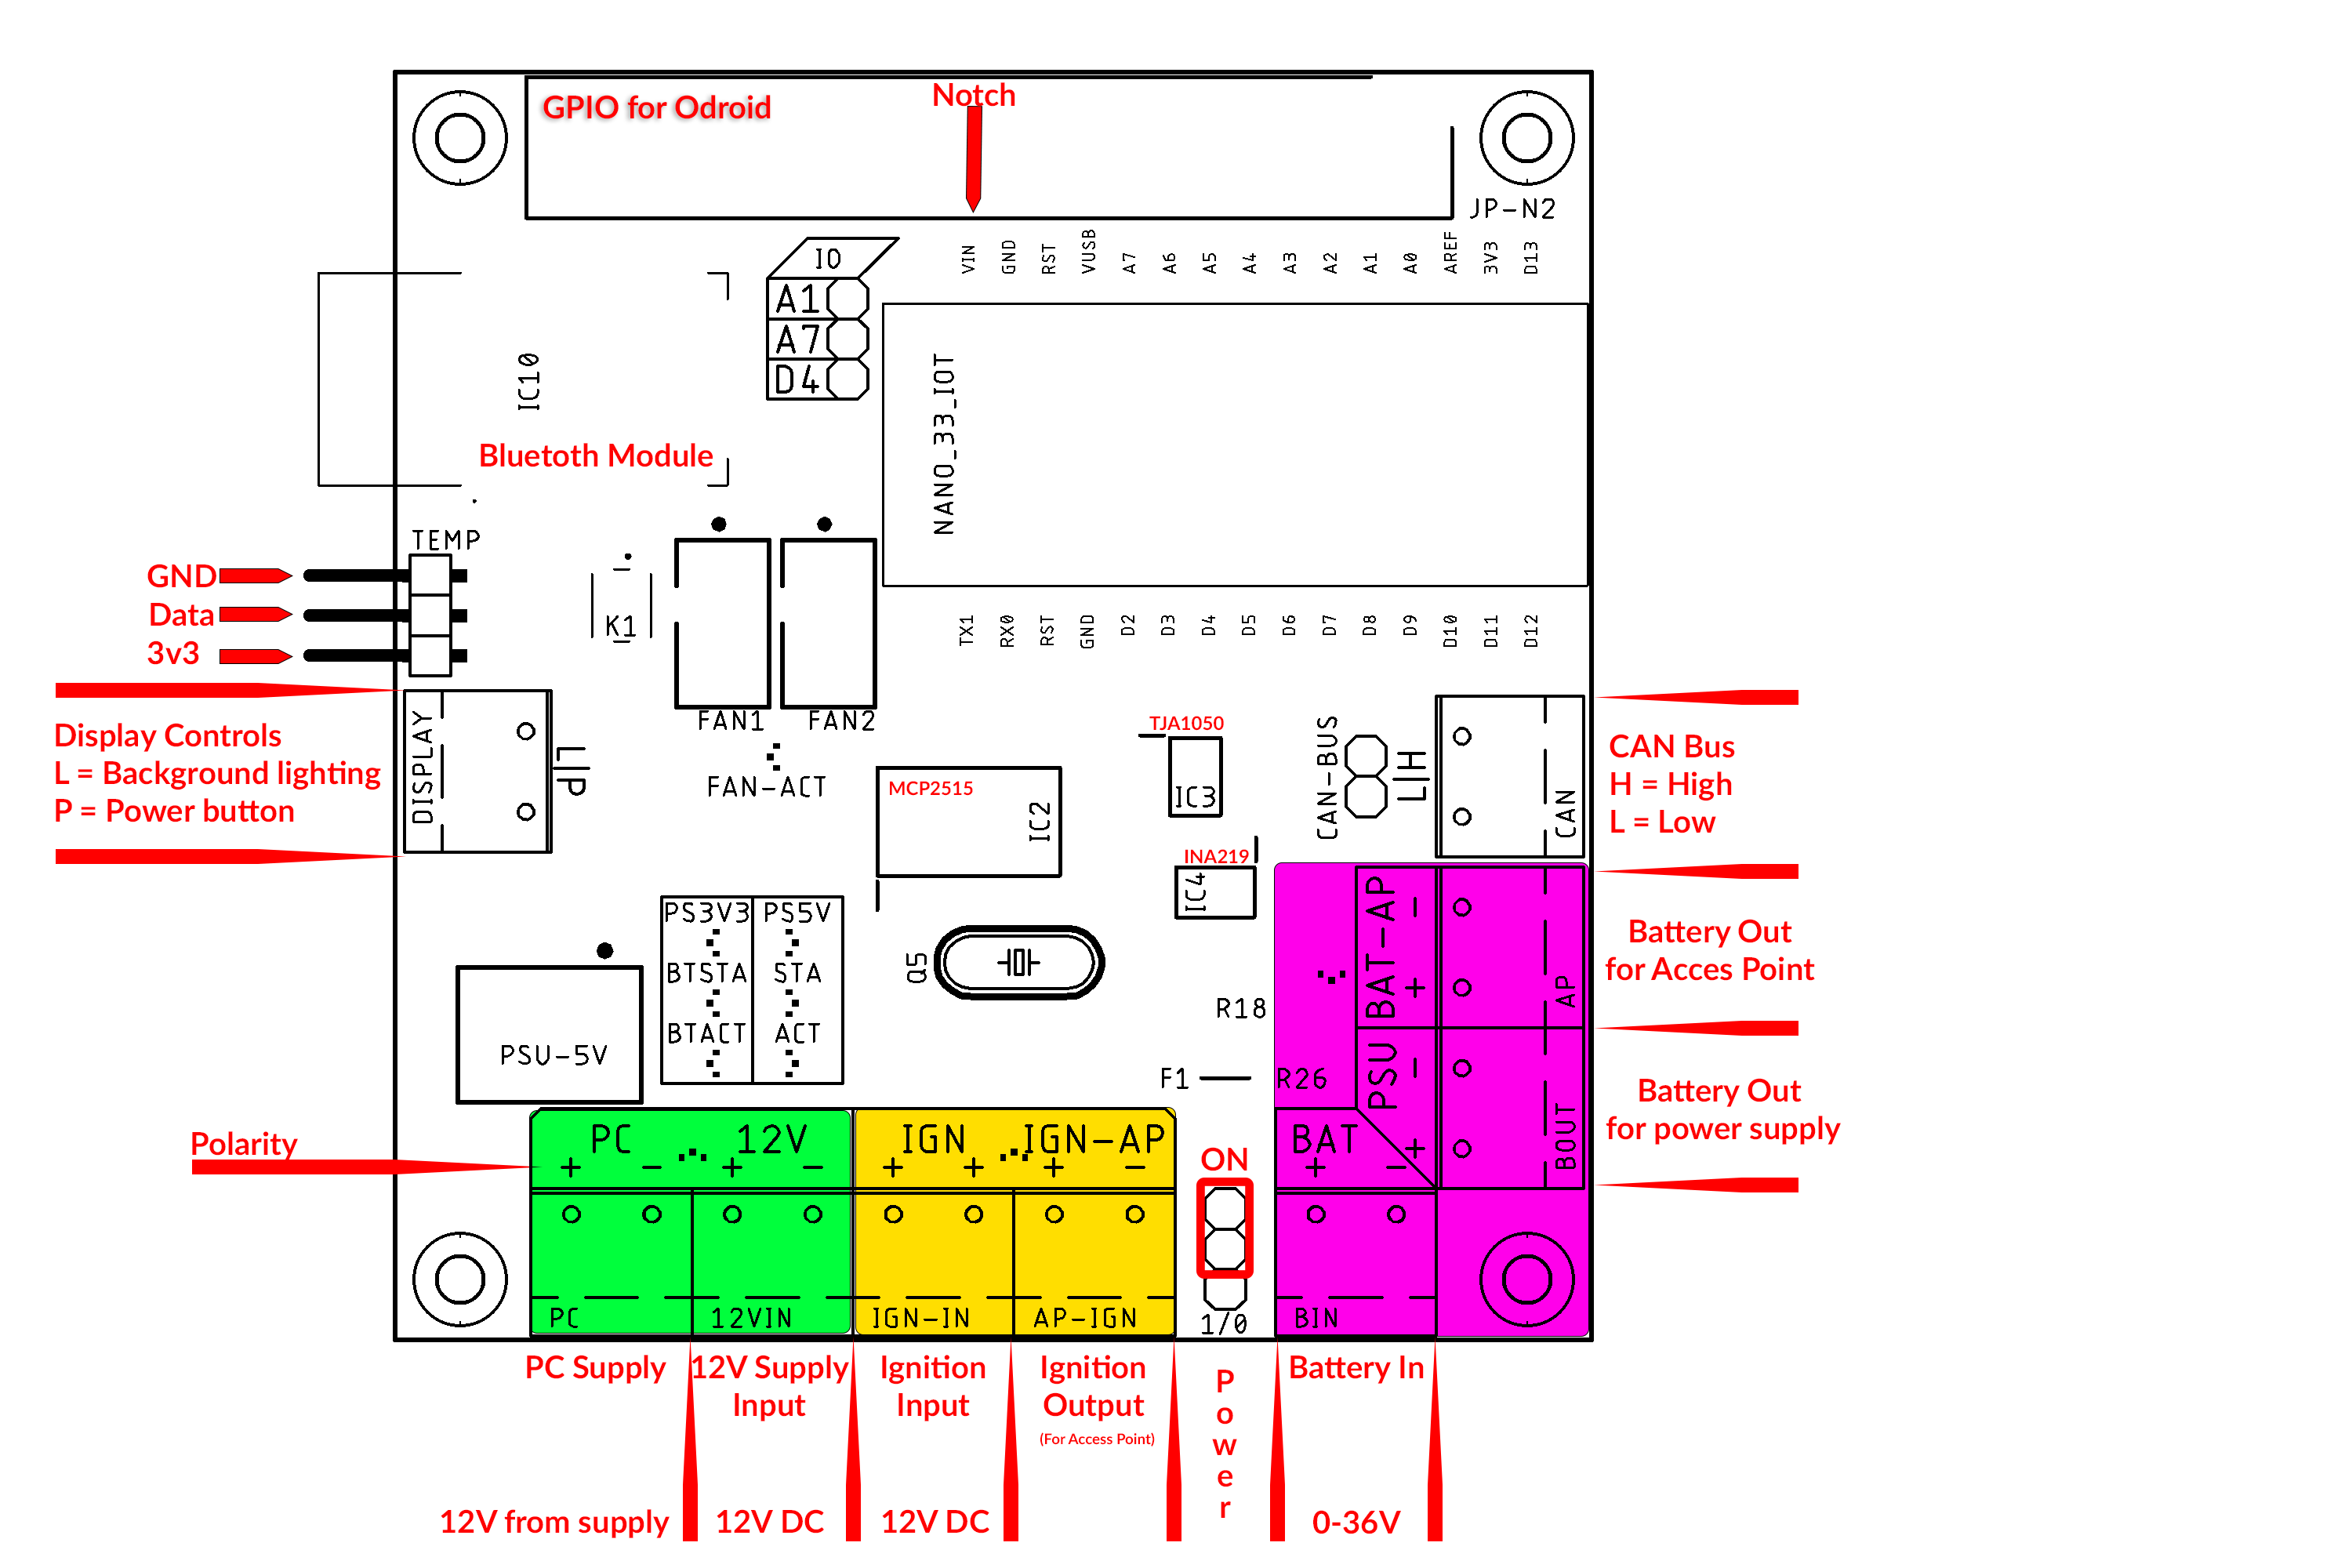 GPIO for Odroid
Notch
JP-N2
VIN
GND
RST
VUSB
A7
A6
A5
A4
A3
A2
A1
A0
AREF
3V3
D13
IO
A1
A7
D4
IC10
NANO_33_IOT
Bluetoth Module
TEMP
GND
Data
3v3
K1
FAN1
FAN2
FAN-ACT
TX1
RX0
RST
GND
D2
D3
D4
D5
D6
D7
D8
D9
D10
D11
D12
Display Controls
L = Background lighting
P = Power button
DISPLAY
L|P
MCP2515
IC2
TJA1050
IC3
INA219
IC4
CAN-BUS
L|H
CAN
CAN Bus
H = High
L = Low
PS3V3
PS5V
BTSTA
STA
BTACT
ACT
Q5
R18
F1
R26
PSU-5V
BAT-AP
- +
AP
Battery Out
for Acces Point
PSU
- +
BOUT
Battery Out
for power supply
Polarity
PC
12V
IGN
IGN-AP
+ - + - + + + -
ON
BAT
+ -
PC
12VIN
IGN-IN
AP-IGN
1/0
BIN
PC Supply
12V Supply
Input
Ignition
Input
Ignition
Output
(For Access Point)
Power
Battery In
12V from supply
12V DC
12V DC
0-36V